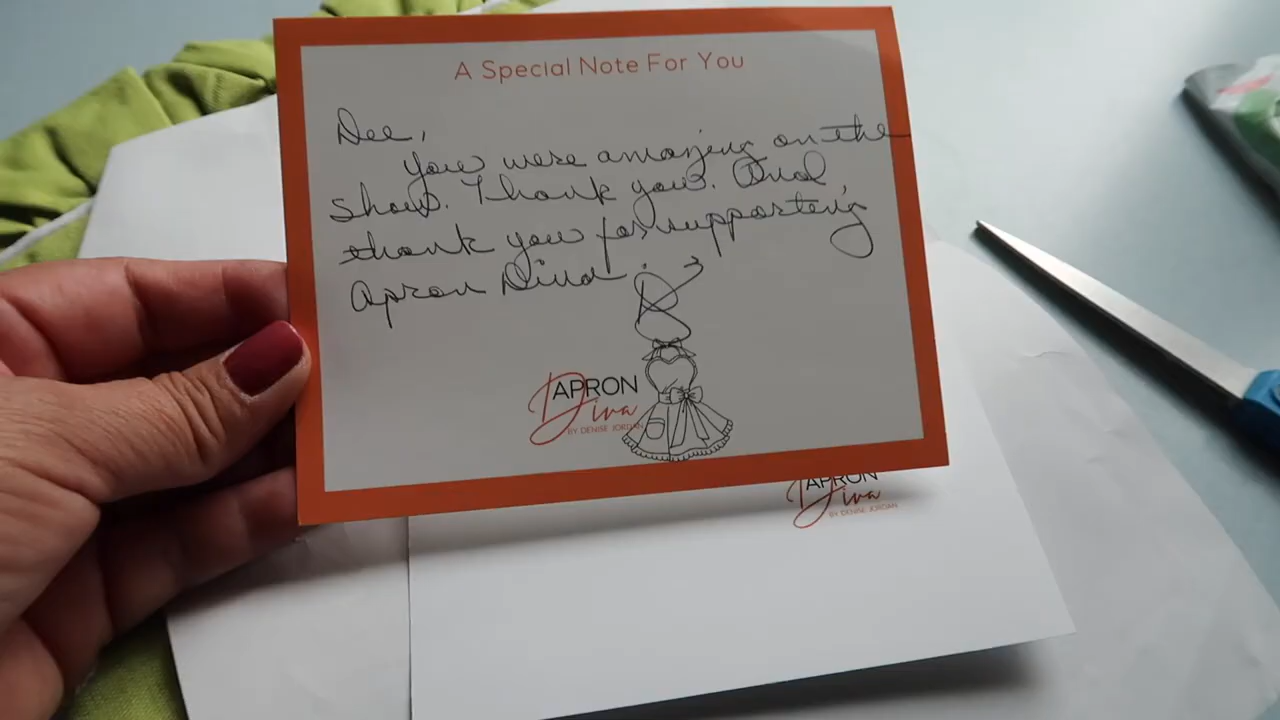 A Special Note For You
Dee,
You were amazing on the
show. Thank you. And,
thank you for supporting
Apron Diva.
APRON
Diva
BY DENISE JORDAN
APRON
Diva
BY DENISE JORDAN